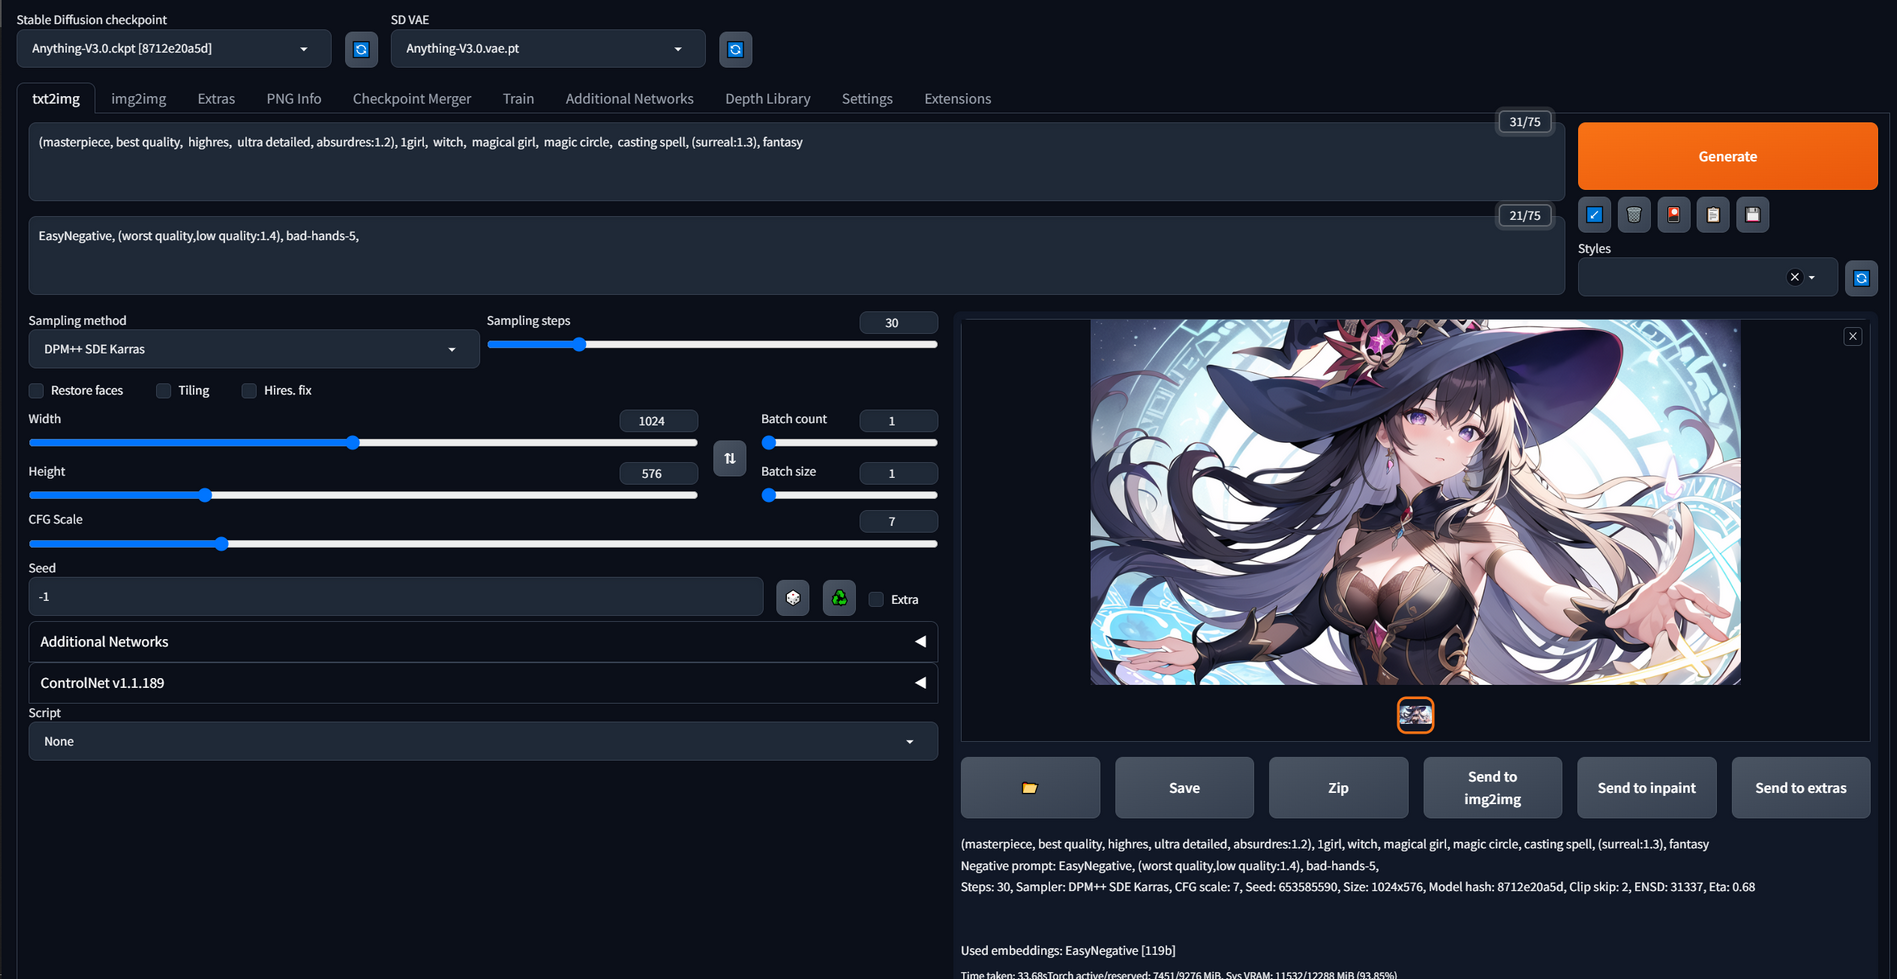 Stable Diffusion checkpoint
SD VAE
Anything-V3.0.ckpt [8712e20a5d]
Anything-V3.0.vae.pt
txt2img
img2img
Extras
PNG Info
Checkpoint Merger
Train
Additional Networks
Depth Library
Settings
Extensions
31/75
(masterpiece, best quality, highres, ultra detailed, absurdres:1.2), 1girl, witch, magical girl, magic circle, casting spell, (surreal:1.3), fantasy
Generate
21/75
EasyNegative, (worst quality,low quality:1.4), bad-hands-5,
Styles
Sampling method
DPM++ SDE Karras
Sampling steps
30
Restore faces
Tiling
Hires. fix
Width
1024
Batch count
1
Height
576
Batch size
1
CFG Scale
7
Seed
-1
Extra
Additional Networks
ControlNet v1.1.189
Script
None
Save
Zip
Send to
img2img
Send to inpaint
Send to extras
(masterpiece, best quality, highres, ultra detailed, absurdres:1.2), 1girl, witch, magical girl, magic circle, casting spell, (surreal:1.3), fantasy
Negative prompt: EasyNegative, (worst quality,low quality:1.4), bad-hands-5,
Steps: 30, Sampler: DPM++ SDE Karras, CFG scale: 7, Seed: 653585590, Size: 1024x576, Model hash: 8712e20a5d, Clip skip: 2, ENSD: 31337, Eta: 0.68
Used embeddings: EasyNegative [119b]
Time taken: 33.68sTorch active/reserved: 7451/9276 MiB, Sys VRAM: 11532/12288 MiB (93.85%)